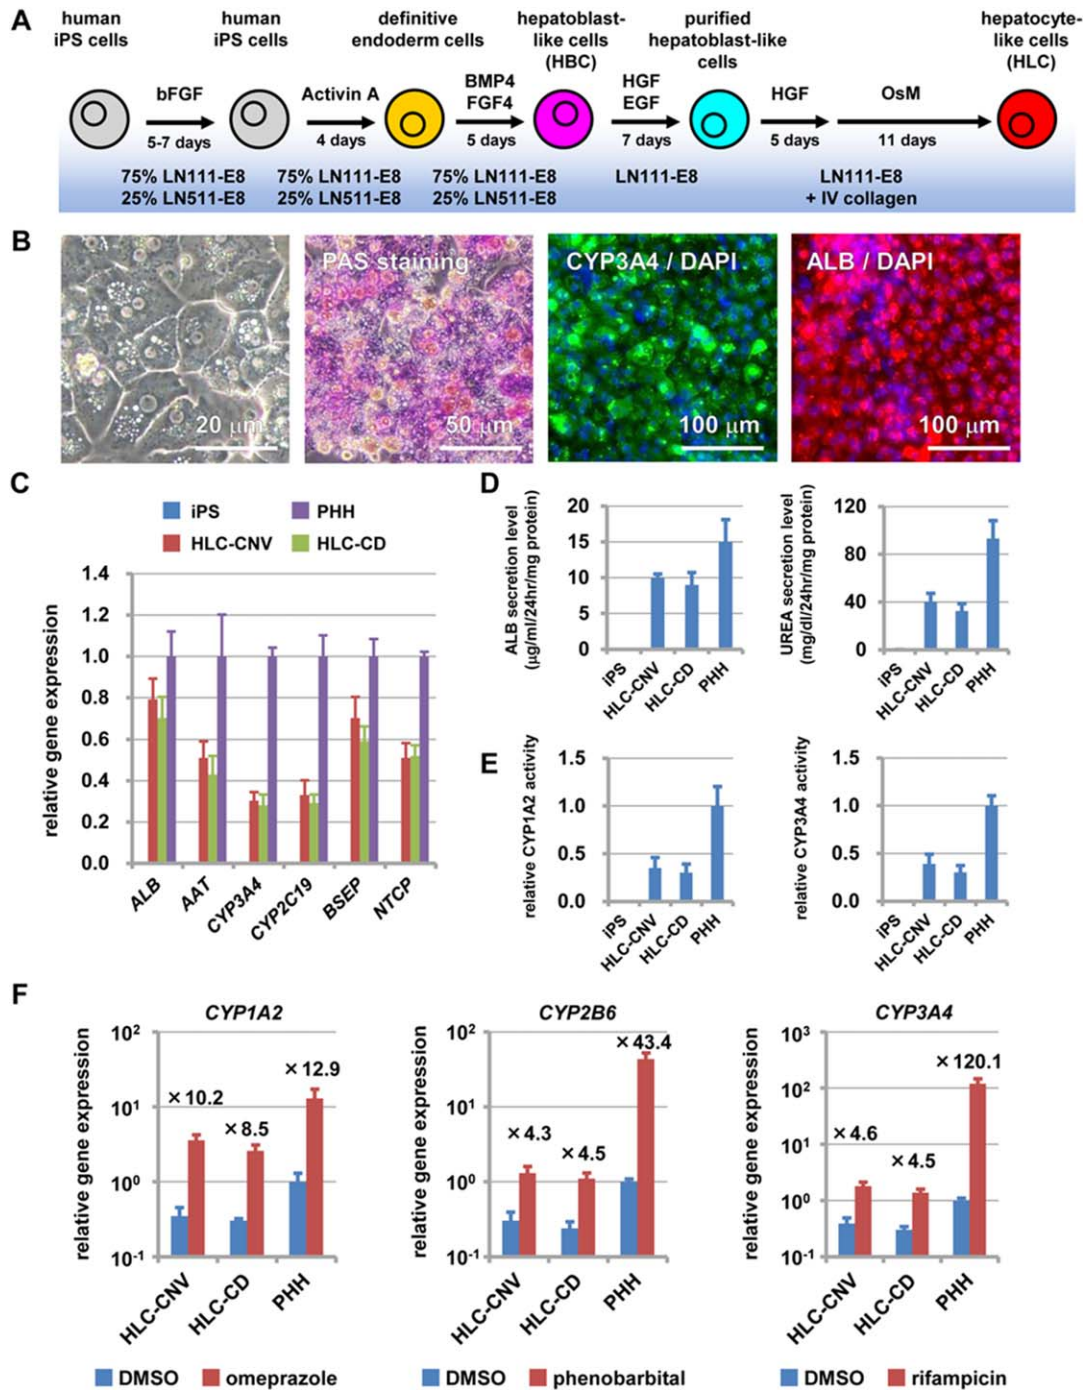 A
human
iPS cells
human
iPS cells
definitive
endoderm cells
hepatoblast-
like cells
(HBC)
purified
hepatoblast-like
cells
hepatocyte-
like cells
(HLC)
bFGF
5-7 days
Activin A
4 days
BMP4
FGF4
5 days
HGF
EGF
7 days
HGF
5 days
OsM
11 days
75% LN111-E8
25% LN511-E8
75% LN111-E8
25% LN511-E8
75% LN111-E8
25% LN511-E8
LN111-E8
LN111-E8
+ IV collagen
B
20 μm
PAS staining
50 μm
CYP3A4 / DAPI
100 μm
ALB / DAPI
100 μm
C
iPS
PHH
HLC-CNV
HLC-CD
relative gene expression
1.4
1.2
1.0
0.8
0.6
0.4
0.2
0.0
ALB
AAT
CYP3A4
CYP2C19
BSEP
NTCP
D
ALB secretion level
(μg/ml/24hr/mg protein)
20
15
10
5
0
iPS
HLC-CNV
HLC-CD
PHH
UREA secretion level
(mg/dl/24hr/mg protein)
120
80
40
0
iPS
HLC-CNV
HLC-CD
PHH
E
relative CYP1A2 activity
1.5
1.0
0.5
0.0
iPS
HLC-CNV
HLC-CD
PHH
relative CYP3A4 activity
1.5
1.0
0.5
0.0
iPS
HLC-CNV
HLC-CD
PHH
F
CYP1A2
relative gene expression
10²
10¹
10⁰
10⁻¹
×10.2
×8.5
×12.9
HLC-CNV
HLC-CD
PHH
DMSO
omeprazole
CYP2B6
relative gene expression
10²
10¹
10⁰
10⁻¹
×4.3
×4.5
×43.4
HLC-CNV
HLC-CD
PHH
DMSO
phenobarbital
CYP3A4
relative gene expression
10³
10²
10¹
10⁰
10⁻¹
×4.6
×4.5
×120.1
HLC-CNV
HLC-CD
PHH
DMSO
rifampicin